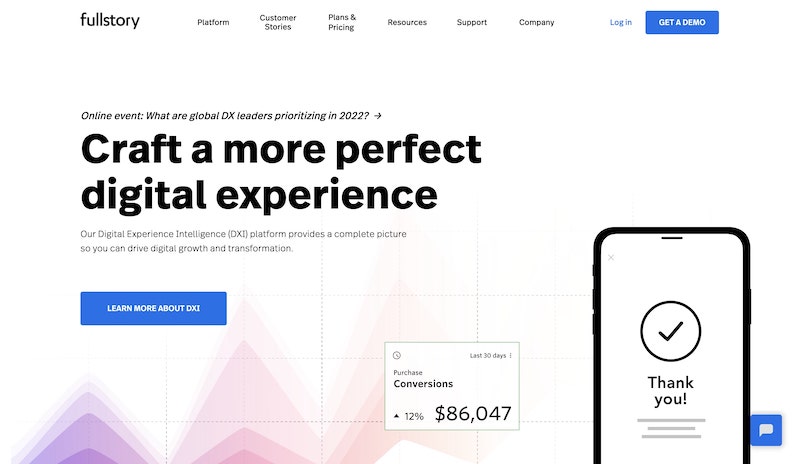 fullstory
Platform
Customer
Stories
Plans &
Pricing
Resources
Support
Company
Log in
GET A DEMO
Online event: What are global DX leaders prioritizing in 2022? →
Craft a more perfect
digital experience
Our Digital Experience Intelligence (DXI) platform provides a complete picture
so you can drive digital growth and transformation.
LEARN MORE ABOUT DXI
Last 30 days
Purchase
Conversions
12% $86,047
Thank
you!